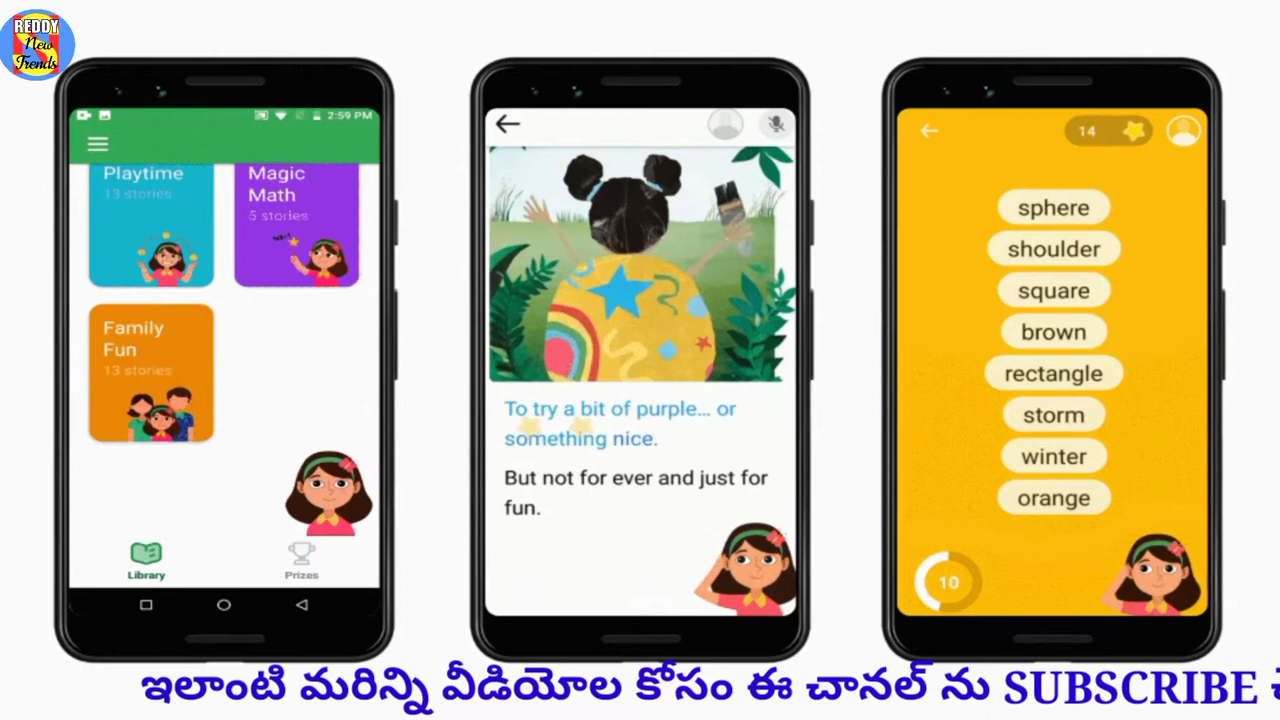 REDDY
New
Trends
2:59 PM
Playtime
13 stories
Magic
Math
5 stories
Family
Fun
13 stories
Library
Prizes
To try a bit of purple... or
something nice.
But not for ever and just for
fun.
14
sphere
shoulder
square
brown
rectangle
storm
winter
orange
10
ఇలాంటి మరిన్ని వీడియోల కోసం ఈ చానల్ ను SUBSCRIBE